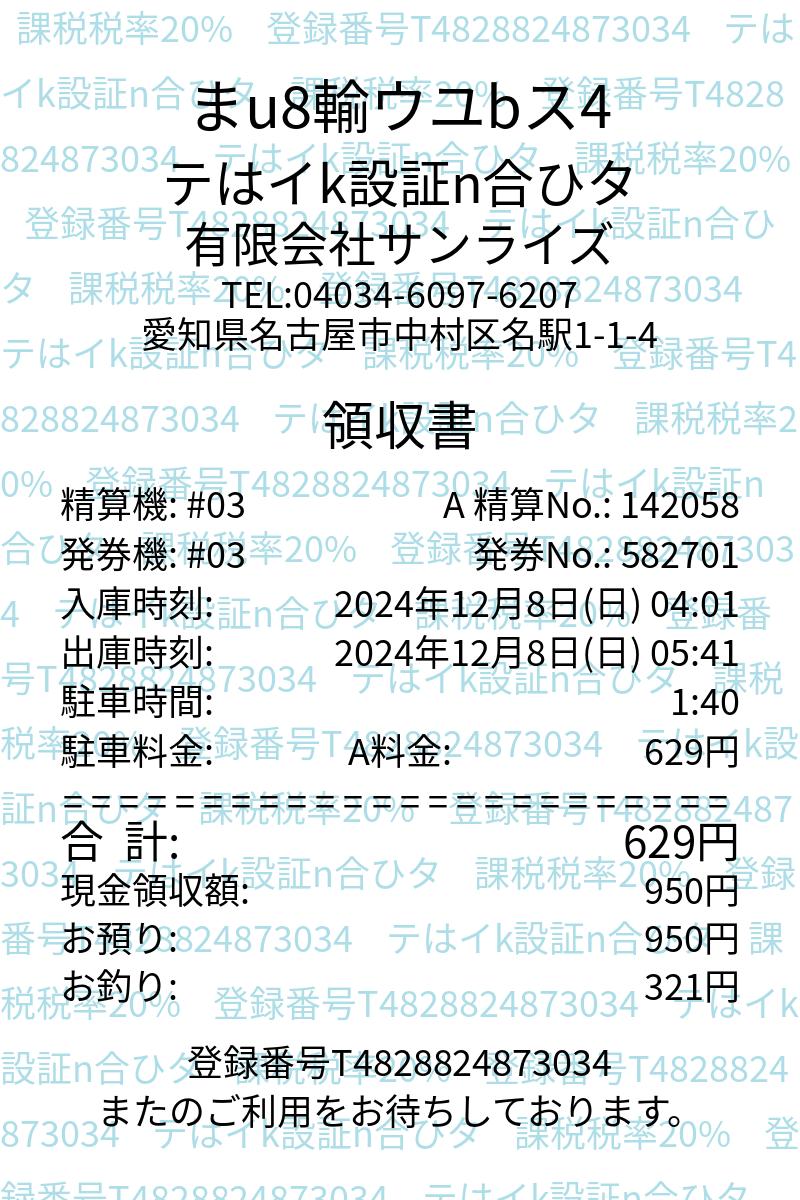 まu8輸ウユbス4
テはイk設証n合ひタ
有限会社サンライズ
TEL:04034-6097-6207
愛知県名古屋市中村区名駅1-1-4
領収書
精算機: #03 A 精算No.: 142058
発券機: #03 発券No.: 582701
入庫時刻: 2024年12月8日(日) 04:01
出庫時刻: 2024年12月8日(日) 05:41
駐車時間: 1:40
駐車料金: A料金: 629円
========================
合 計: 629円
現金領収額: 950円
お預り: 950円
お釣り: 321円
登録番号T4828824873034
またのご利用をお待ちしております。